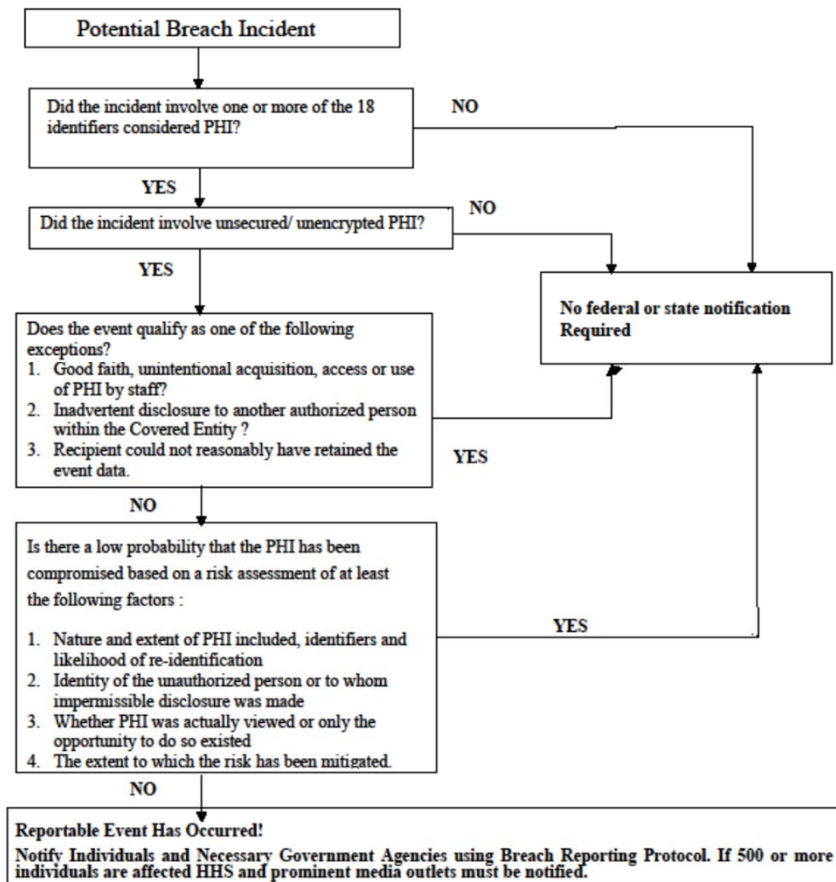 Potential Breach Incident
Did the incident involve one or more of the 18
identifiers considered PHI?
NO
YES
Did the incident involve unsecured/ unencrypted PHI?
NO
YES
No federal or state notification
Required
Does the event qualify as one of the following
exceptions?
1. Good faith, unintentional acquisition, access or use
of PHI by staff?
2. Inadvertent disclosure to another authorized person
within the Covered Entity ?
3. Recipient could not reasonably have retained the
event data.
YES
NO
Is there a low probability that the PHI has been
compromised based on a risk assessment of at least
the following factors :
1. Nature and extent of PHI included, identifiers and
likelihood of re-identification
2. Identity of the unauthorized person or to whom
impermissible disclosure was made
3. Whether PHI was actually viewed or only the
opportunity to do so existed
4. The extent to which the risk has been mitigated.
YES
NO
Reportable Event Has Occurred!
Notify Individuals and Necessary Government Agencies using Breach Reporting Protocol. If 500 or more
individuals are affected HHS and prominent media outlets must be notified.